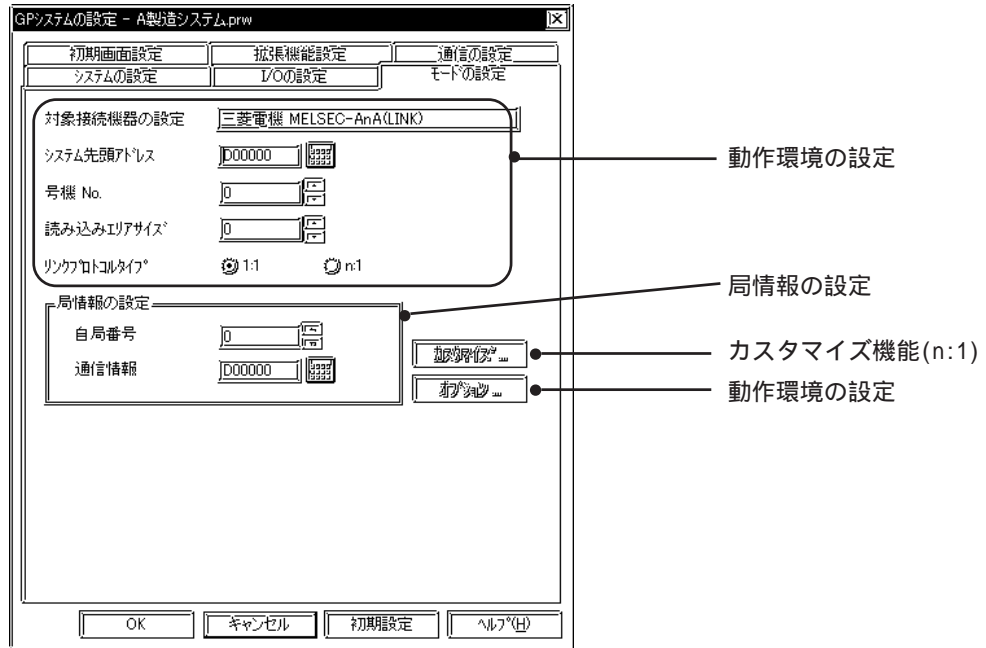 GPシステムの設定 - A製造システム.prw
初期画面設定 拡張機能設定 通信の設定
システムの設定 I/Oの設定 モードの設定
対象接続機器の設定 三菱電機 MELSEC-AnA(LINK)
システム先頭アドレス D00000
動作環境の設定
号機 No. 0
読み込みエリアサイズ 0
リンクプロトコルタイプ 1:1 n:1
局情報の設定
局情報の設定
自局番号 0
カスタマイズ... カスタマイズ機能(n:1)
通信情報 D00000
オプション... 動作環境の設定
OK キャンセル 初期設定 ヘルプ(H)